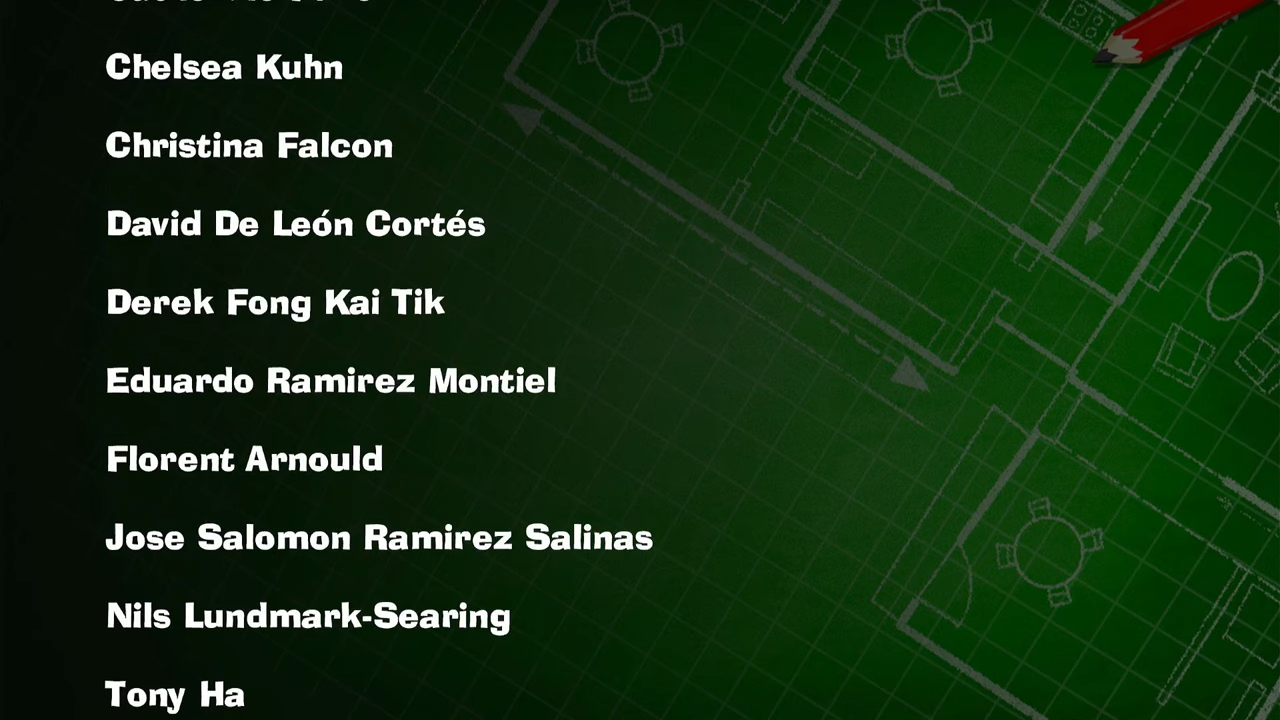 Chelsea Kuhn
Christina Falcon
David De León Cortés
Derek Fong Kai Tik
Eduardo Ramirez Montiel
Florent Arnould
Jose Salomon Ramirez Salinas
Nils Lundmark-Searing
Tony Ha